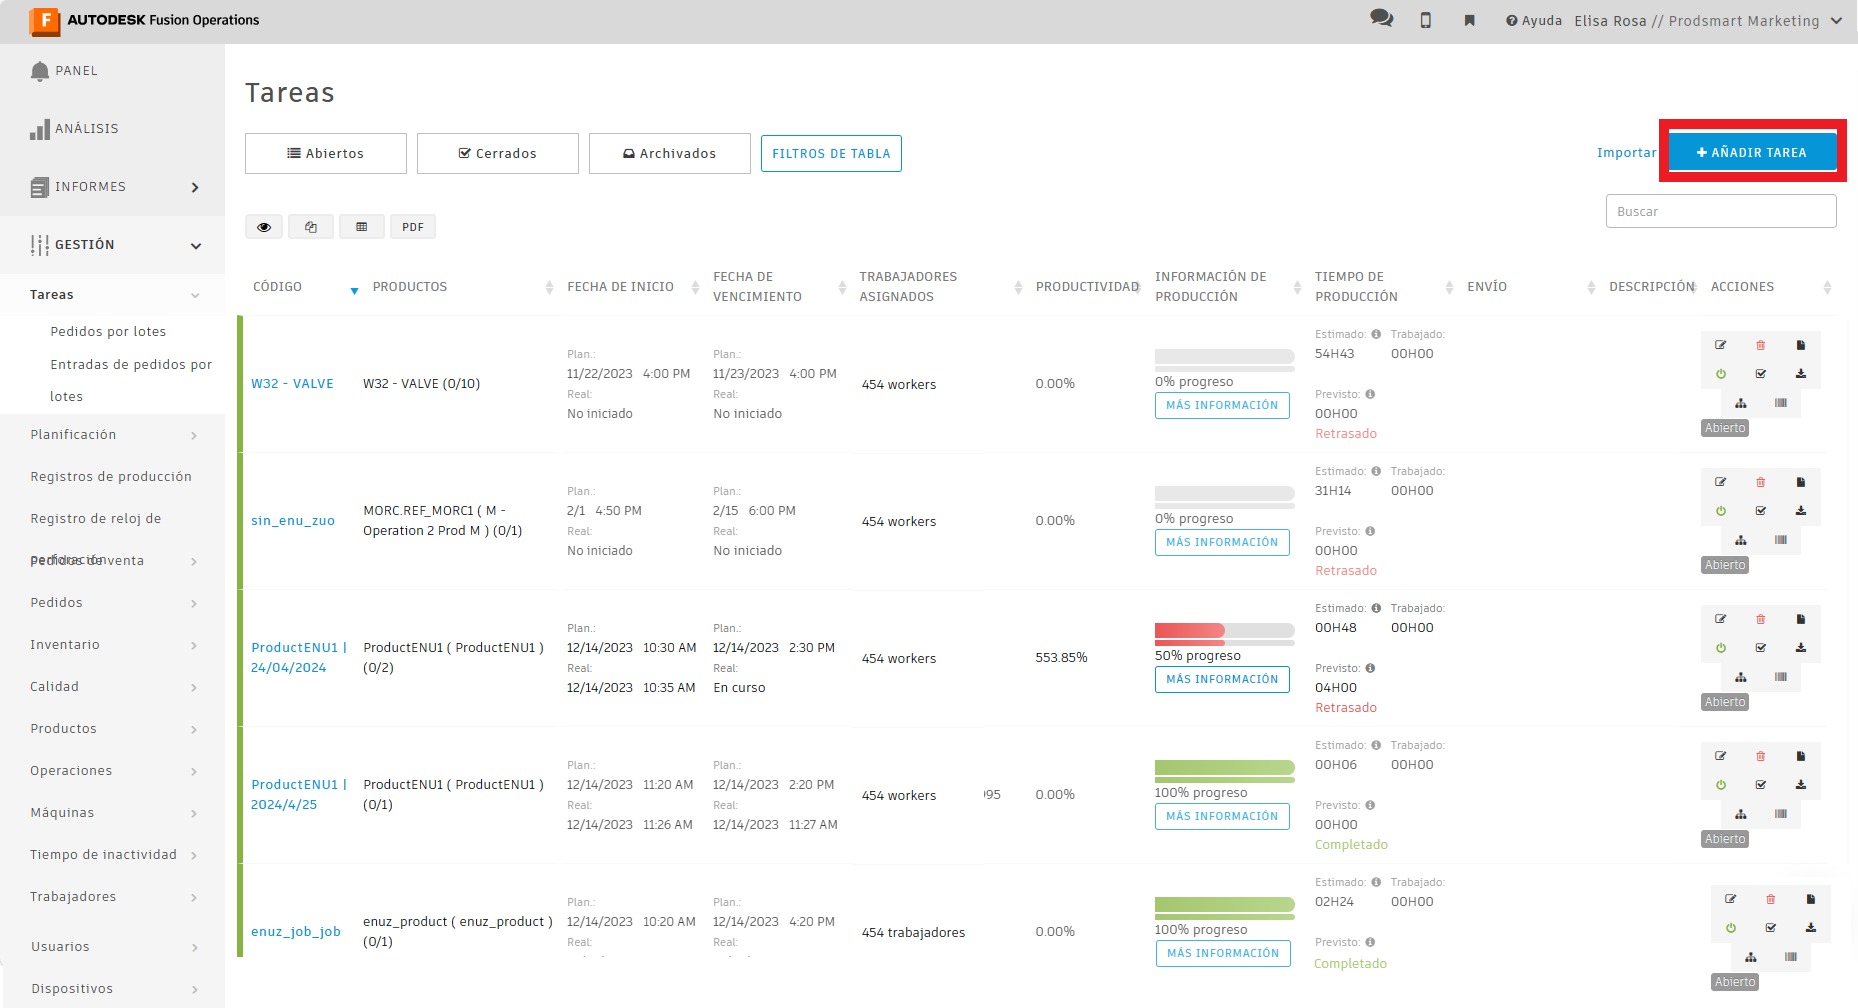 AUTODESK Fusion Operations
Ayuda
Elisa Rosa // Prodsmart Marketing
PANEL
ANÁLISIS
INFORMES
GESTIÓN
Tareas
Pedidos por lotes
Entradas de pedidos por
lotes
Planificación
Registros de producción
Registro de reloj de
perforación
Pedidos de venta
Pedidos
Inventario
Calidad
Productos
Operaciones
Máquinas
Tiempo de inactividad
Trabajadores
Usuarios
Dispositivos
Tareas
Abiertos
Cerrados
Archivados
FILTROS DE TABLA
Importar
AÑADIR TAREA
Buscar
PDF
CÓDIGO
PRODUCTOS
FECHA DE INICIO
FECHA DE
VENCIMIENTO
TRABAJADORES
ASIGNADOS
PRODUCTIVIDAD
INFORMACIÓN DE
PRODUCCIÓN
TIEMPO DE
PRODUCCIÓN
ENVÍO
DESCRIPCIÓN
ACCIONES
W32 - VALVE
W32 - VALVE (0/10)
Plan.:
11/22/2023 4:00 PM
Real:
No iniciado
Plan.:
11/23/2023 4:00 PM
Real:
No iniciado
454 workers
0.00%
0% progreso
MÁS INFORMACIÓN
Estimado: Trabajado:
54H43 00H00
Previsto:
00H00
Retrasado
Abierto
sin_enu_zuo
MORC.REF_MORC1 ( M -
Operation 2 Prod M ) (0/1)
Plan.:
2/1 4:50 PM
Real:
No iniciado
Plan.:
2/15 6:00 PM
Real:
No iniciado
454 workers
0.00%
0% progreso
MÁS INFORMACIÓN
Estimado: Trabajado:
31H14 00H00
Previsto:
00H00
Retrasado
Abierto
ProductENU1 |
24/04/2024
ProductENU1 ( ProductENU1 )
(0/2)
Plan.:
12/14/2023 10:30 AM
Real:
12/14/2023 10:35 AM
Plan.:
12/14/2023 2:30 PM
Real:
En curso
454 workers
553.85%
50% progreso
MÁS INFORMACIÓN
Estimado: Trabajado:
00H48 00H00
Previsto:
04H00
Retrasado
Abierto
ProductENU1 |
2024/4/25
ProductENU1 ( ProductENU1 )
(0/1)
Plan.:
12/14/2023 11:20 AM
Real:
12/14/2023 11:26 AM
Plan.:
12/14/2023 2:20 PM
Real:
12/14/2023 11:27 AM
454 workers
95
0.00%
100% progreso
MÁS INFORMACIÓN
Estimado: Trabajado:
00H06 00H00
Previsto:
00H00
Completado
Abierto
enuz_job_job
enuz_product ( enuz_product )
(0/1)
Plan.:
12/14/2023 10:20 AM
Real:
Plan.:
12/14/2023 4:20 PM
Real:
454 trabajadores
0.00%
100% progreso
MÁS INFORMACIÓN
Estimado: Trabajado:
02H24 00H00
Previsto:
Completado
Abierto